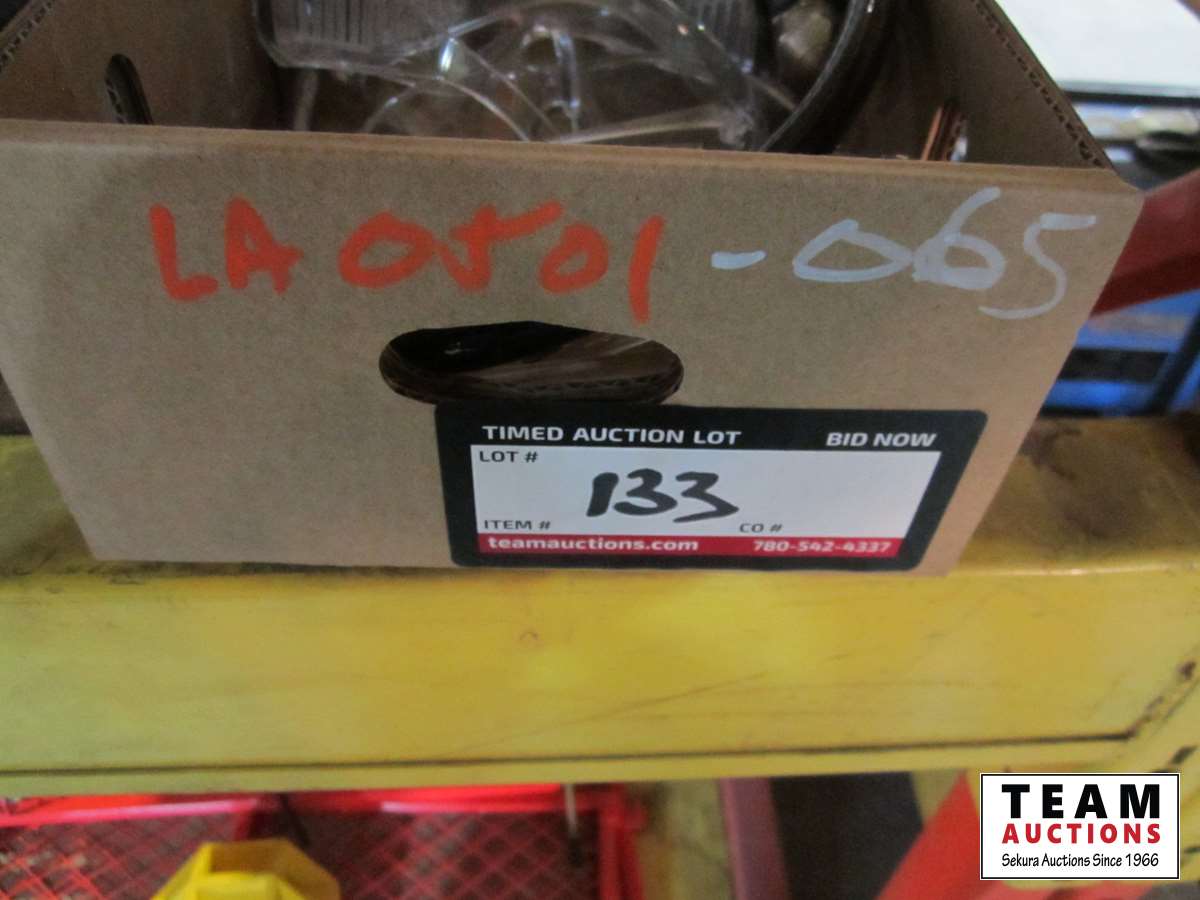 LA0501-065
TIMED AUCTION LOT BID NOW
LOT #
133
ITEM # CO #
teamauctions.com 780-542-4337
TEAM
AUCTIONS
Sekura Auctions Since 1966